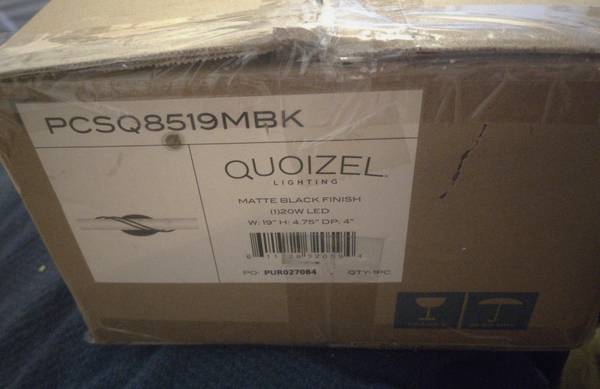 PCSQ8519MBK
QUOIZEL
LIGHTING
MATTE BLACK FINISH
(1)20W LED
W: 19" H: 4.75" DP: 4"
PO: PUR027084
QTY: 1PC